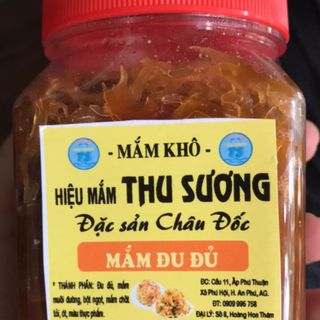 - MẮM KHÔ -
HIỆU MẮM THU SƯƠNG
Đặc sản Châu Đốc
MẮM ĐU ĐỦ
* THÀNH PHẦN: Đu đủ, mắm
muối đường, bột ngọt, mắm chốt,
tỏi, ớt, màu thực phẩm.
ĐC: Cầu 11, Ấp Phú Thuận
Xã Phú Hội, H. An Phú, AG.
ĐT: 0909 995 758
ĐẠI LÝ: Số 8, Hoàng Hoa Thám